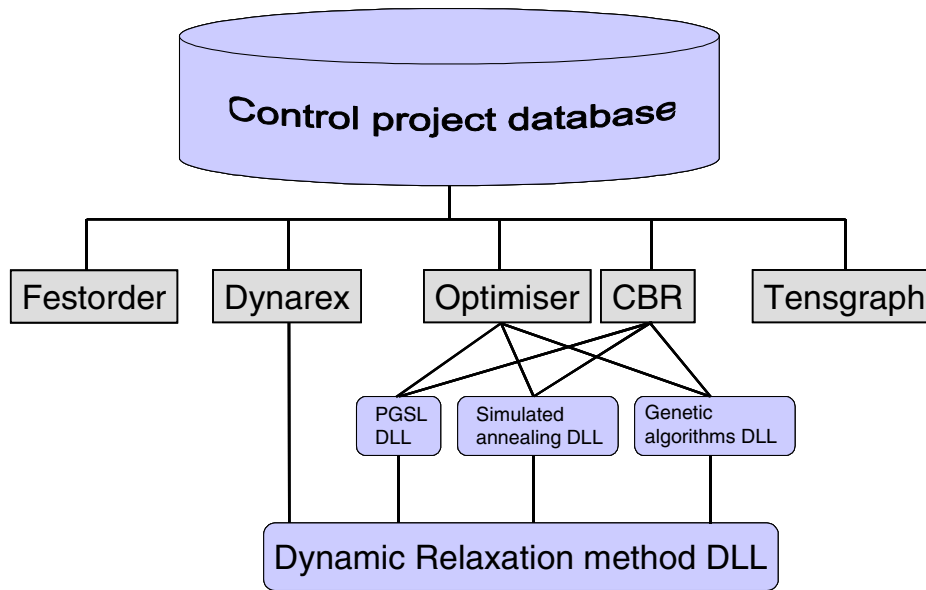 Control project database
Festorder
Dynarex
Optimiser
CBR
Tensgraph
PGSL
DLL
Simulated
annealing DLL
Genetic
algorithms DLL
Dynamic Relaxation method DLL